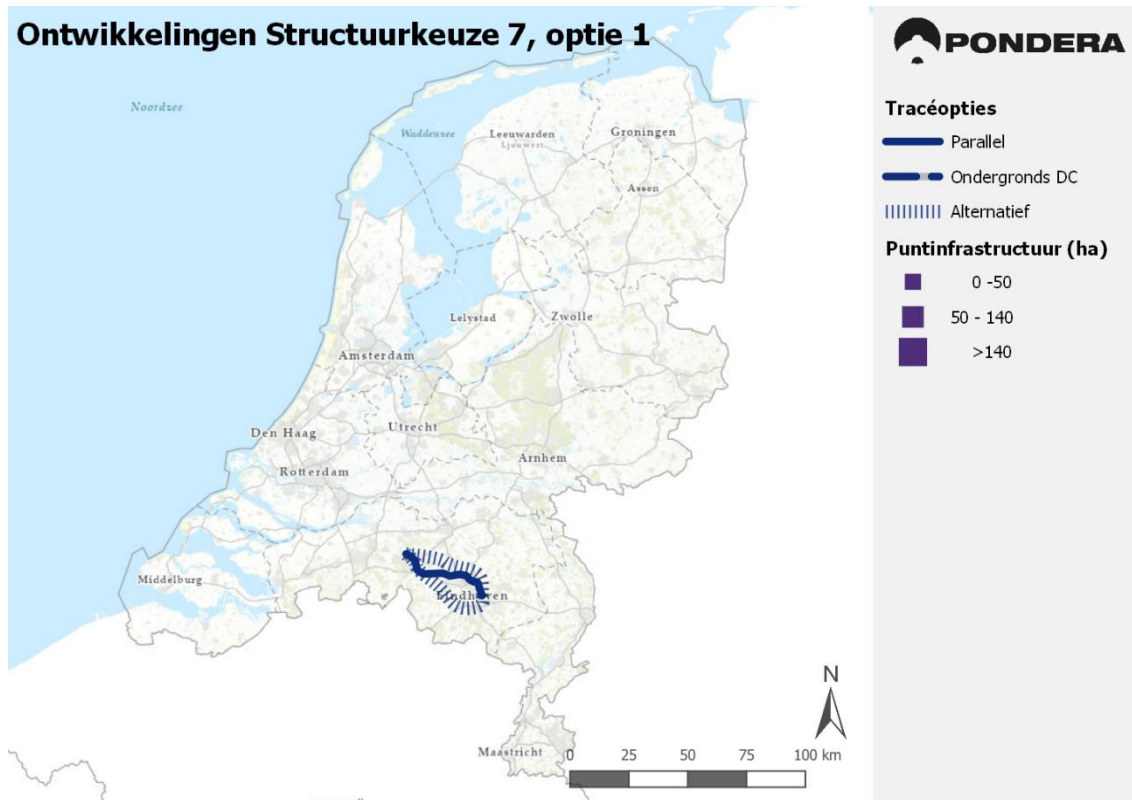 Ontwikkelingen Structuurkeuze 7, optie 1
PONDERA
Noordzee
Waddenzee
Leeuwarden
Ljouwert
Groningen
Assen
Lelystad
Zwolle
Amsterdam
Den Haag
Utrecht
Arnhem
Rotterdam
Middelburg
Eindhoven
Maastricht
N
0 25 50 75 100 km
Tracéopties
Parallel
Ondergronds DC
Alternatief
Puntinfrastructuur (ha)
0 -50
50 - 140
>140